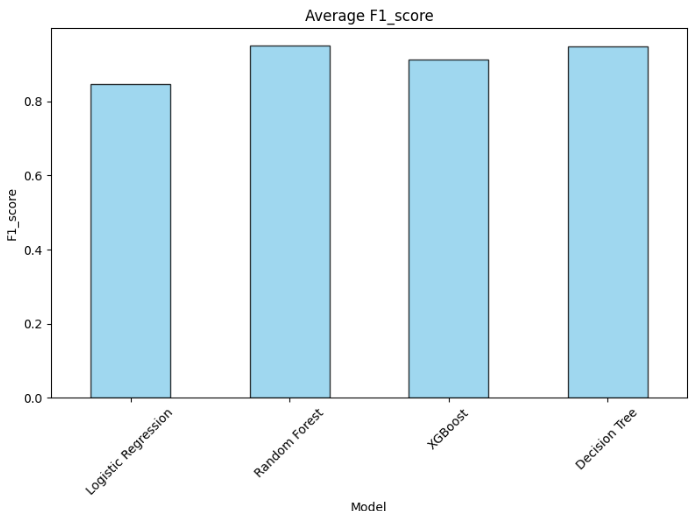 Average F1_score
F1_score
0.8
0.6
0.4
0.2
0.0
Logistic Regression
Random Forest
XGBoost
Decision Tree
Model